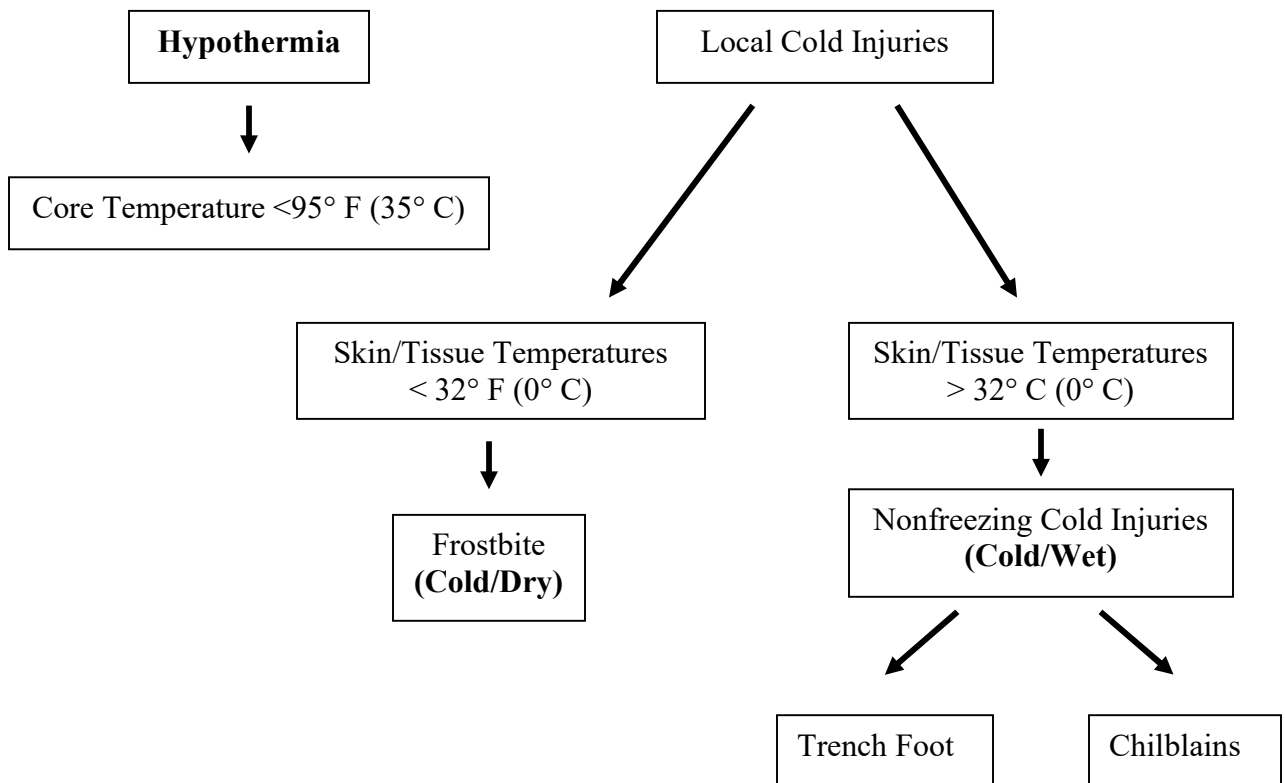 Hypothermia
Local Cold Injuries
Core Temperature <95° F (35° C)
Skin/Tissue Temperatures
< 32° F (0° C)
Skin/Tissue Temperatures
> 32° C (0° C)
Frostbite
(Cold/Dry)
Nonfreezing Cold Injuries
(Cold/Wet)
Trench Foot
Chilblains